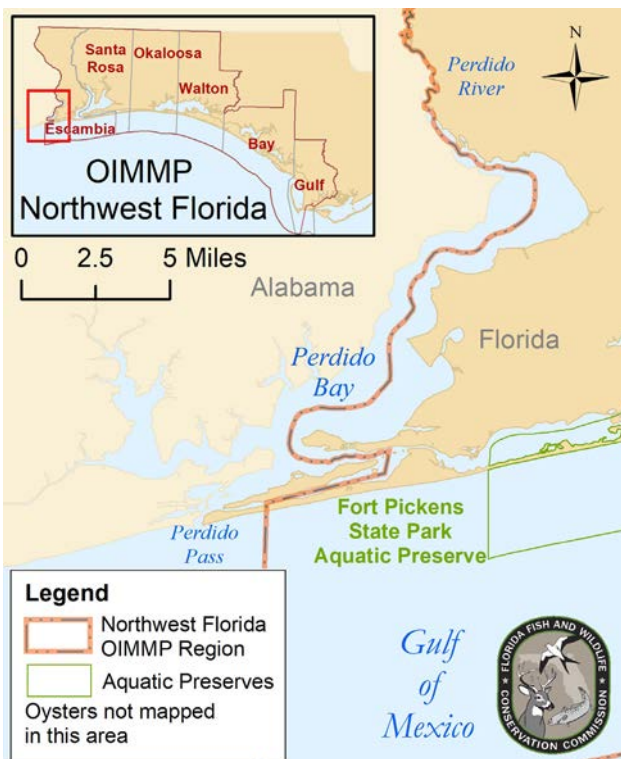 Santa
Rosa
Okaloosa
Walton
Escambia
Bay
Gulf
OIMMP
Northwest Florida
N
Perdido
River
0 2.5 5 Miles
Alabama
Florida
Perdido
Bay
Fort Pickens
State Park
Aquatic Preserve
Perdido
Pass
Legend
Northwest Florida
OIMMP Region
Aquatic Preserves
Oysters not mapped
in this area
Gulf
of
Mexico
FLORIDA FISH AND WILDLIFE
CONSERVATION COMMISSION